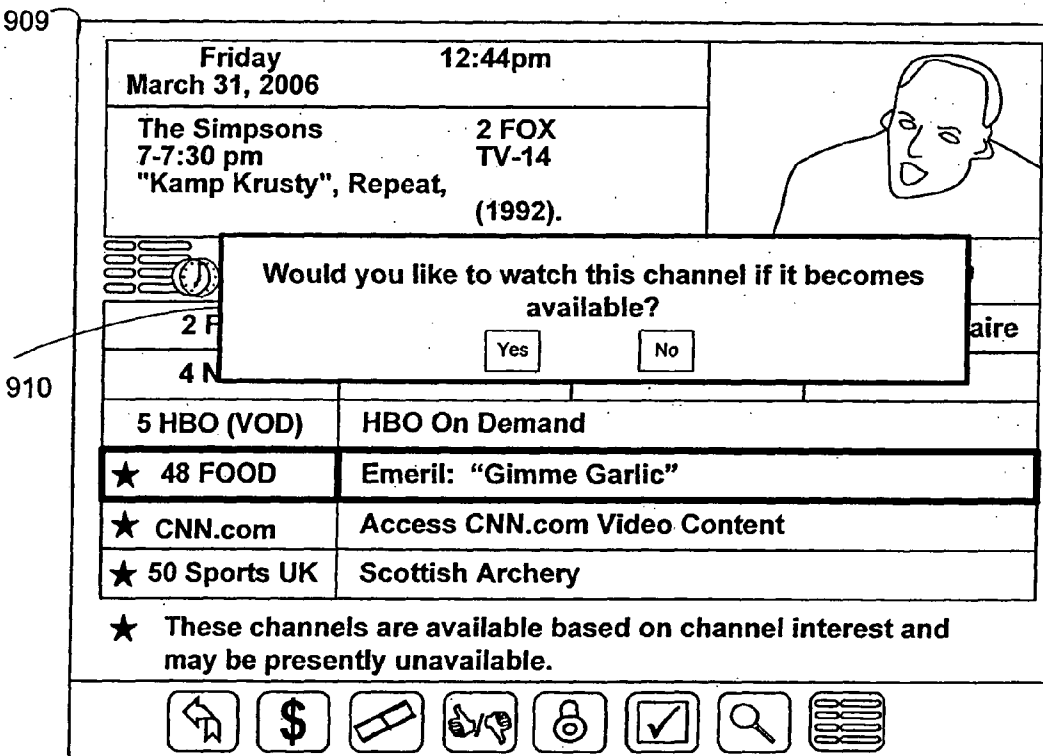 909
Friday 12:44pm
March 31, 2006
The Simpsons 2 FOX
7-7:30 pm TV-14
"Kamp Krusty", Repeat,
(1992).
Would you like to watch this channel if it becomes
available?
Yes No
2 F aire
4 N
910
5 HBO (VOD) HBO On Demand
★ 48 FOOD Emeril: “Gimme Garlic”
★ CNN.com Access CNN.com Video Content
★ 50 Sports UK Scottish Archery
★ These channels are available based on channel interest and
may be presently unavailable.
$